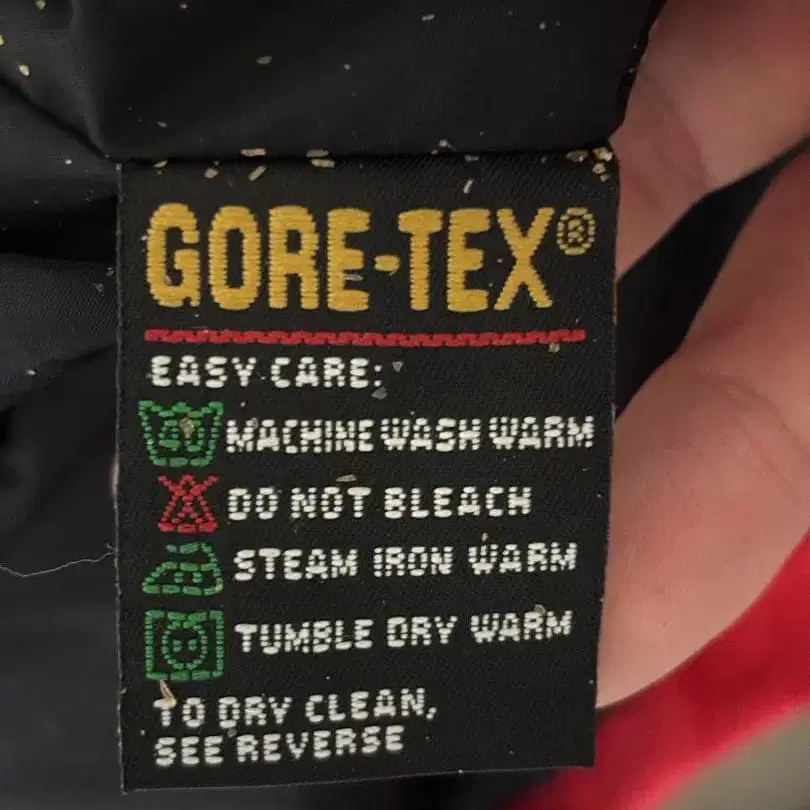 GORE-TEX®
EASY CARE:
40 MACHINE WASH WARM
DO NOT BLEACH
STEAM IRON WARM
TUMBLE DRY WARM
TO DRY CLEAN,
SEE REVERSE